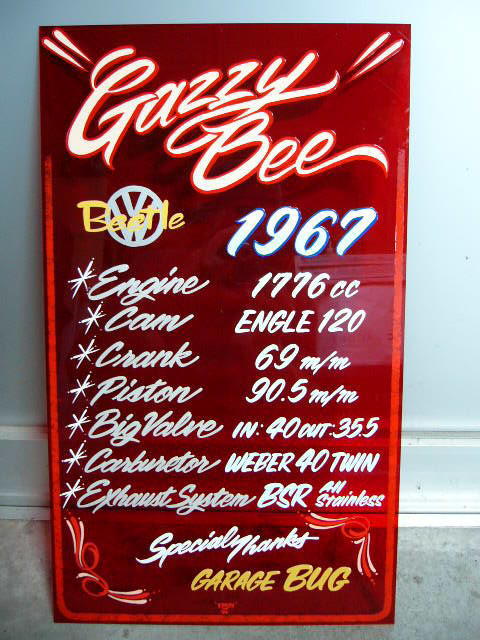 Gazzy
Bee
VW
Beetle 1967
*Engine 1776 cc
*Cam ENGLE 120
*Crank 69 m/m
*Piston 90.5 m/m
*Big Valve IN: 40 OUT: 35.5
*Carburetor WEBER 40 TWIN
*Exhaust System BSR All Stainless
Special Thanks
GARAGE BUG